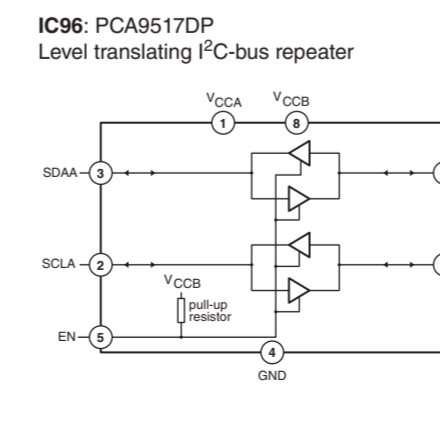 IC96: PCA9517DP
Level translating I²C-bus repeater
VCCA VCCB
1 8
SDAA 3
SCLA 2
VCCB
pull-up
resistor
EN 5
4
GND